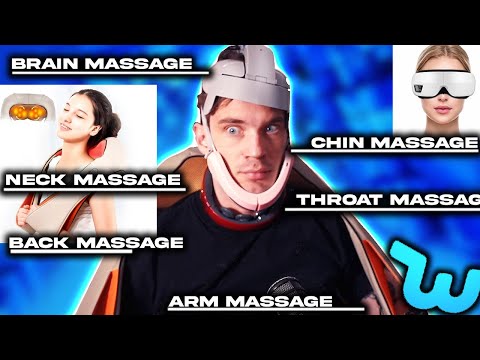 BRAIN MASSAGE
CHIN MASSAGE
NECK MASSAGE
THROAT MASSAG
BACK MASSAGE
ARM MASSAGE
w